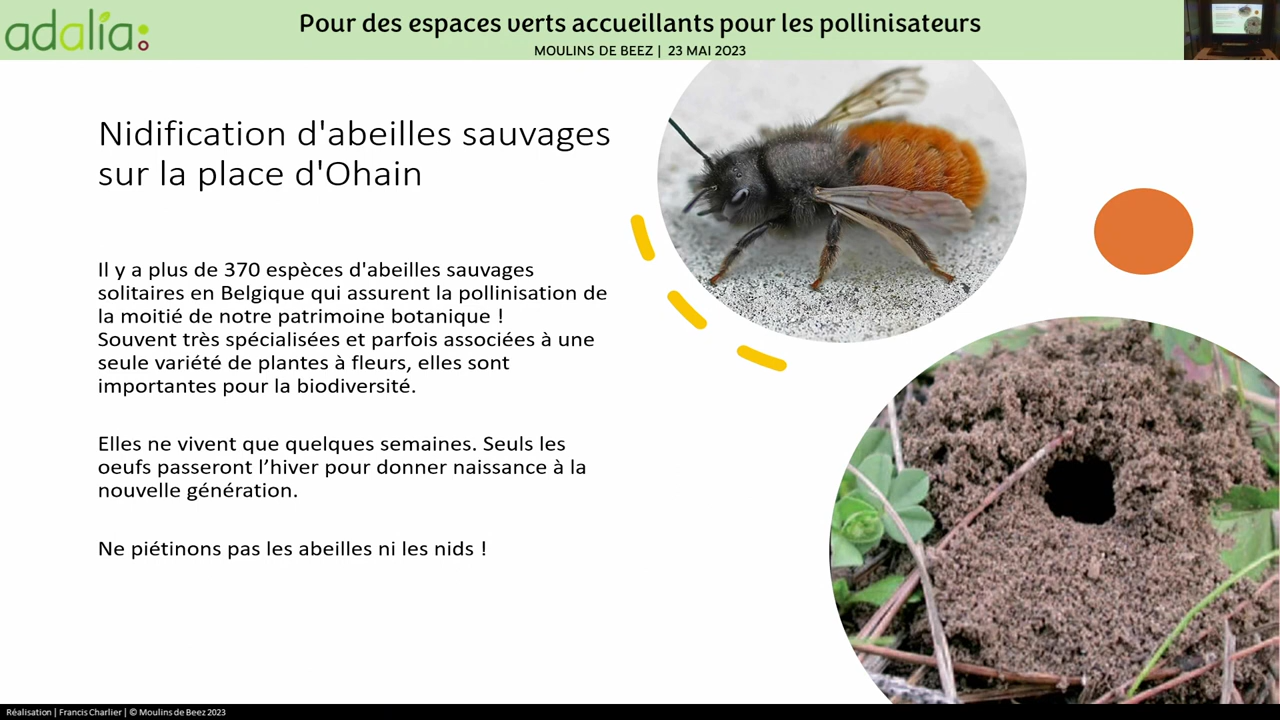 adalia
Pour des espaces verts accueillants pour les pollinisateurs
MOULINS DE BEEZ | 23 MAI 2023
Nidification d'abeilles sauvages
sur la place d'Ohain
Il y a plus de 370 espèces d'abeilles sauvages
solitaires en Belgique qui assurent la pollinisation de
la moitié de notre patrimoine botanique !
Souvent très spécialisées et parfois associées à une
seule variété de plantes à fleurs, elles sont
importantes pour la biodiversité.
Elles ne vivent que quelques semaines. Seuls les
oeufs passeront l’hiver pour donner naissance à la
nouvelle génération.
Ne piétinons pas les abeilles ni les nids !
Réalisation | Francis Charlier | © Moulins de Beez 2023